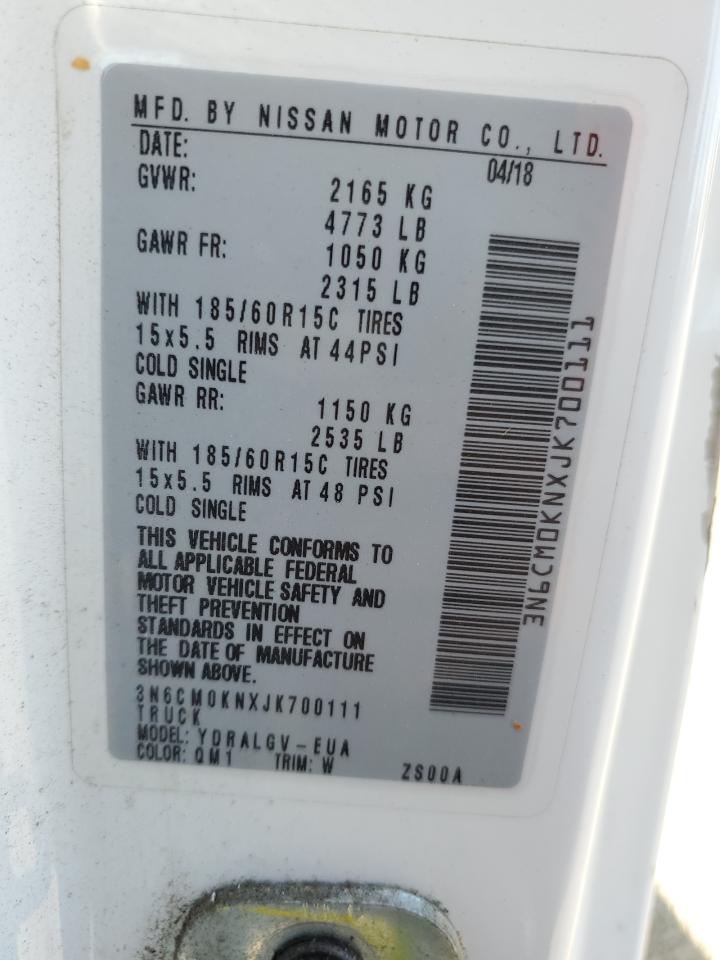 MFD. BY NISSAN MOTOR CO., LTD.
DATE: 04/18
GVWR: 2165 KG
4773 LB
GAWR FR: 1050 KG
2315 LB
WITH 185/60R15C TIRES
15x5.5 RIMS AT 44PSI
COLD SINGLE
GAWR RR: 1150 KG
2535 LB
WITH 185/60R15C TIRES
15x5.5 RIMS AT 48 PSI
COLD SINGLE
THIS VEHICLE CONFORMS TO
ALL APPLICABLE FEDERAL
MOTOR VEHICLE SAFETY AND
THEFT PREVENTION
STANDARDS IN EFFECT ON
THE DATE OF MANUFACTURE
SHOWN ABOVE.
3N6CM0KNXJK700111
TRUCK
MODEL: YDRALGV-EUA
COLOR: QM1 TRIM: W ZS00A
3N6CM0KNXJK700111